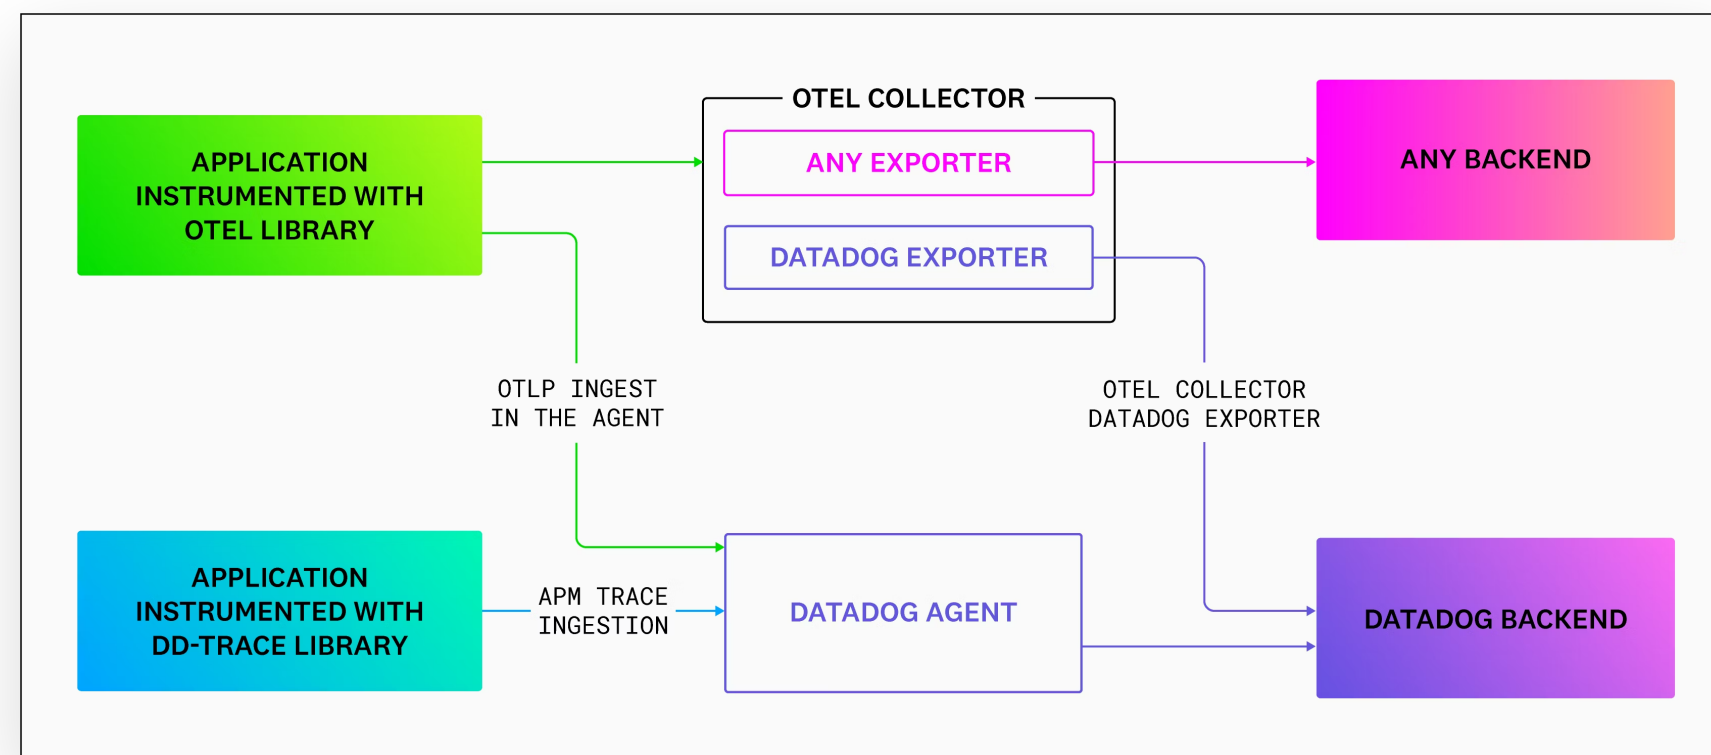 OTEL COLLECTOR
APPLICATION
INSTRUMENTED WITH
OTEL LIBRARY
ANY EXPORTER
ANY BACKEND
DATADOG EXPORTER
OTLP INGEST
IN THE AGENT
OTEL COLLECTOR
DATADOG EXPORTER
APPLICATION
INSTRUMENTED WITH
DD-TRACE LIBRARY
APM TRACE
INGESTION
DATADOG AGENT
DATADOG BACKEND